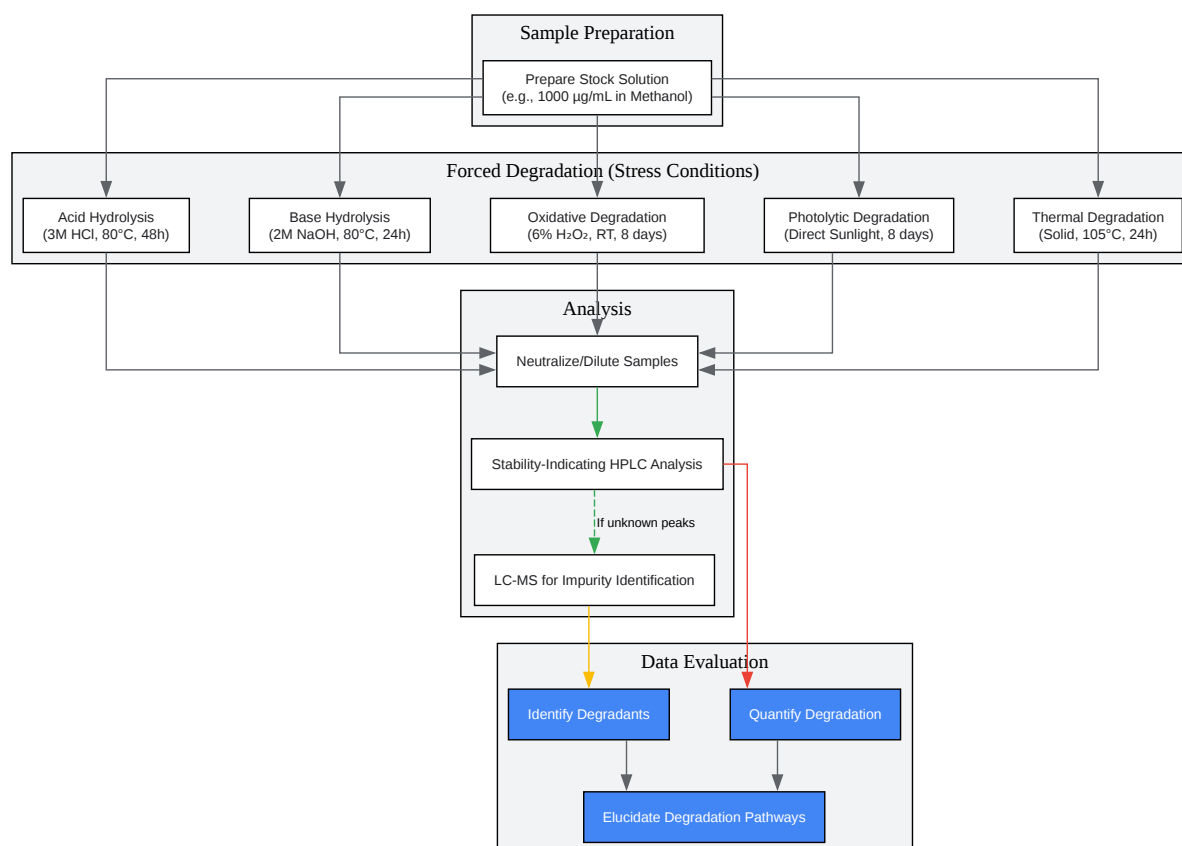 Sample Preparation
Prepare Stock Solution
(e.g., 1000 µg/mL in Methanol)
Forced Degradation (Stress Conditions)
Acid Hydrolysis
(3M HCl, 80°C, 48h)
Base Hydrolysis
(2M NaOH, 80°C, 24h)
Oxidative Degradation
(6% H₂O₂, RT, 8 days)
Photolytic Degradation
(Direct Sunlight, 8 days)
Thermal Degradation
(Solid, 105°C, 24h)
Analysis
Neutralize/Dilute Samples
Stability-Indicating HPLC Analysis
If unknown peaks
LC-MS for Impurity Identification
Data Evaluation
Identify Degradants
Quantify Degradation
Elucidate Degradation Pathways